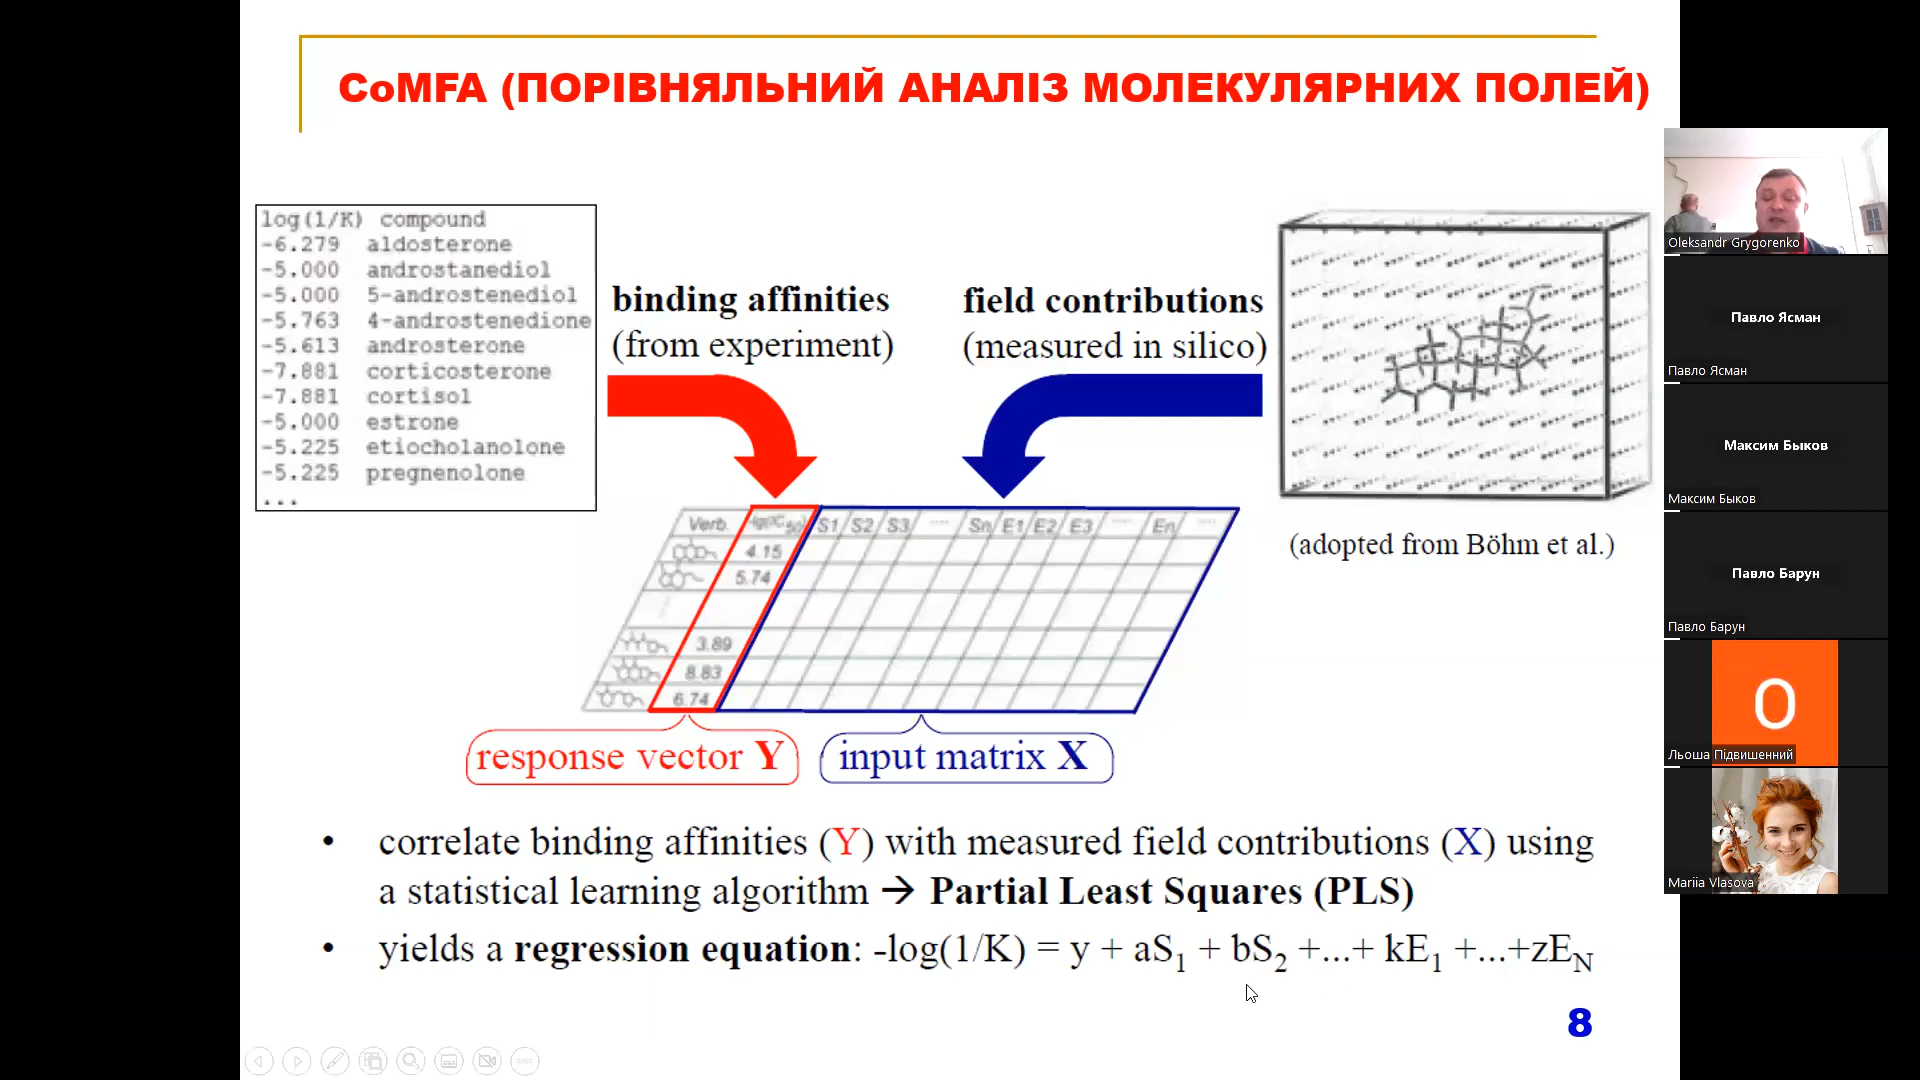 CoMFA (ПОРІВНЯЛЬНИЙ АНАЛІЗ МОЛЕКУЛЯРНИХ ПОЛЕЙ)
log(1/K) compound
-6.279 aldosterone
-5.000 androstanediol
-5.000 5-androstenediol
-5.763 4-androstenedione
-5.613 androsterone
-7.881 corticosterone
-7.881 cortisol
-5.000 estrone
-5.225 etiocholanolone
-5.225 pregnenolone
...
binding affinities
(from experiment)
field contributions
(measured in silico)
(adopted from Böhm et al.)
Verb. S1 S2 S3 .... Sn E1 E2 E3 .... En ....
4.15
5.74
3.89
8.83
6.74
response vector Y
input matrix X
• correlate binding affinities (Y) with measured field contributions (X) using
a statistical learning algorithm → Partial Least Squares (PLS)
• yields a regression equation: -log(1/K) = y + aS1 + bS2 +...+ kE1 +...+zEN
8
Oleksandr Grygorenko
Павло Ясман
Павло Ясман
Максим Быков
Максим Быков
Павло Барун
Павло Барун
О
Льоша Підвишенний
Mariia Vlasova